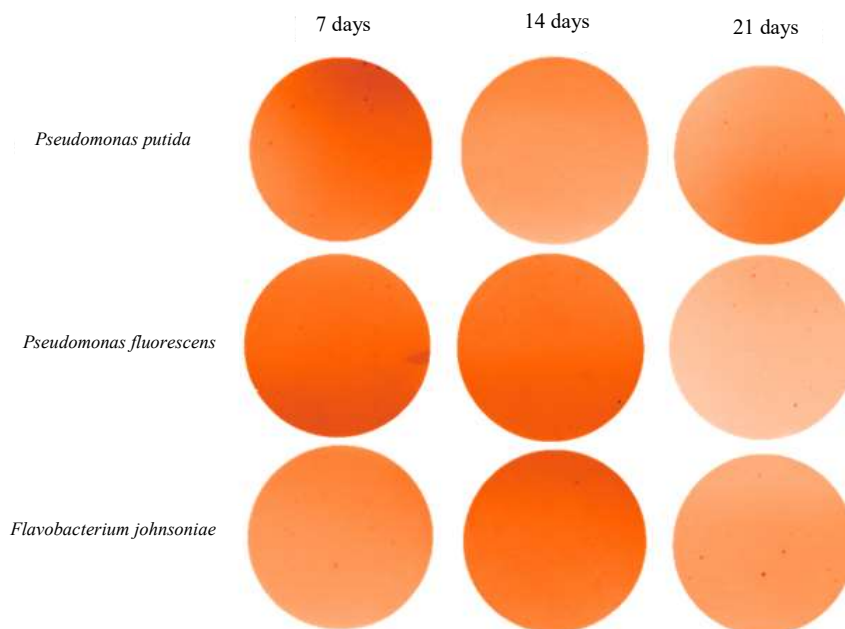 7 days 14 days 21 days
Pseudomonas putida
Pseudomonas fluorescens
Flavobacterium johnsoniae